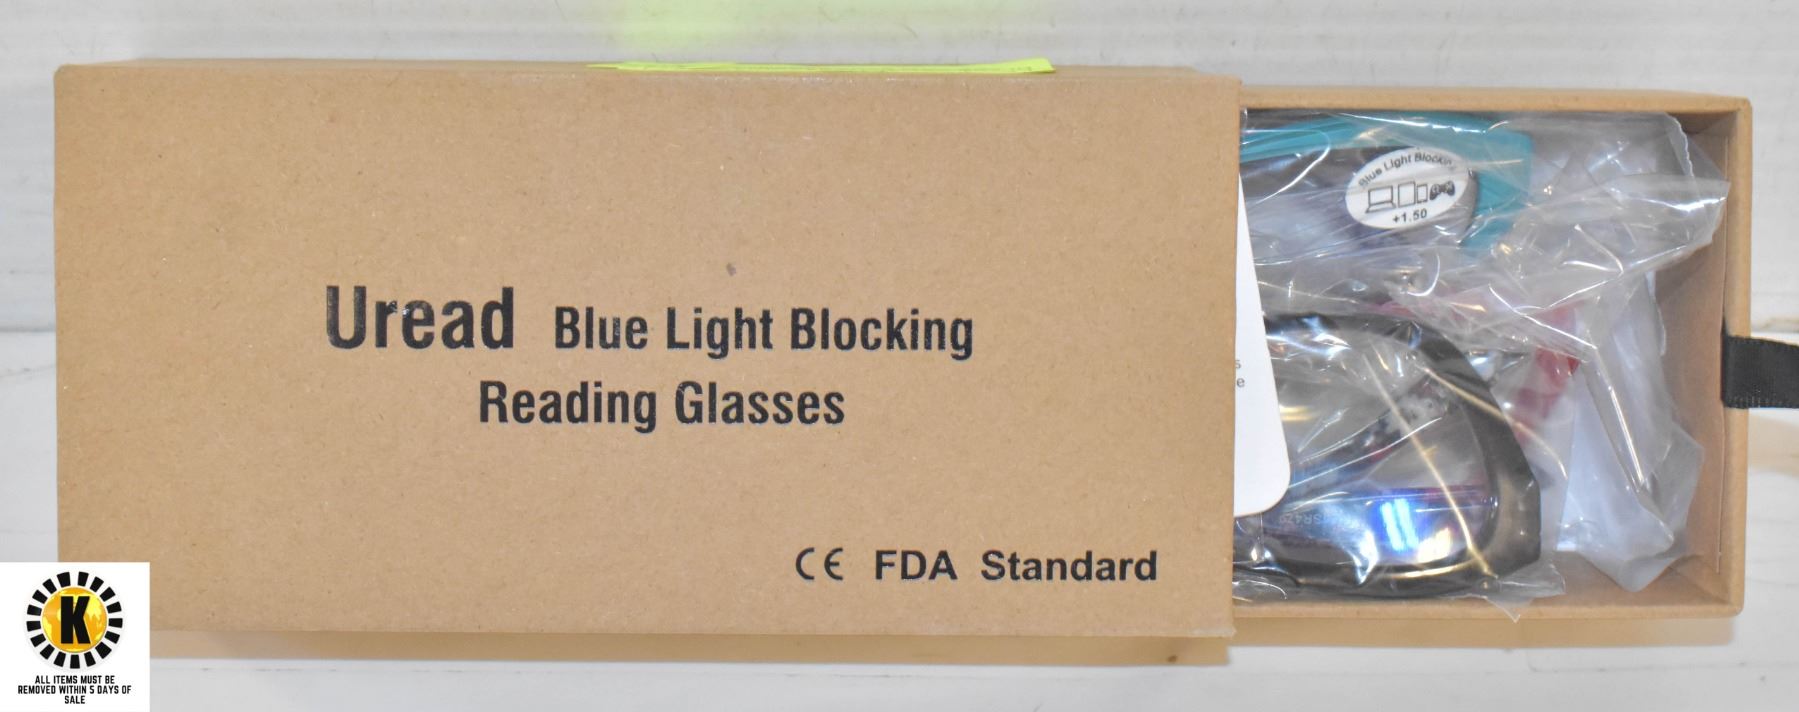 Uread Blue Light Blocking
Reading Glasses
CE FDA Standard
Blue Light Blockin
+1.50
s
e
K
ALL ITEMS MUST BE
REMOVED WITHIN 5 DAYS OF
SALE